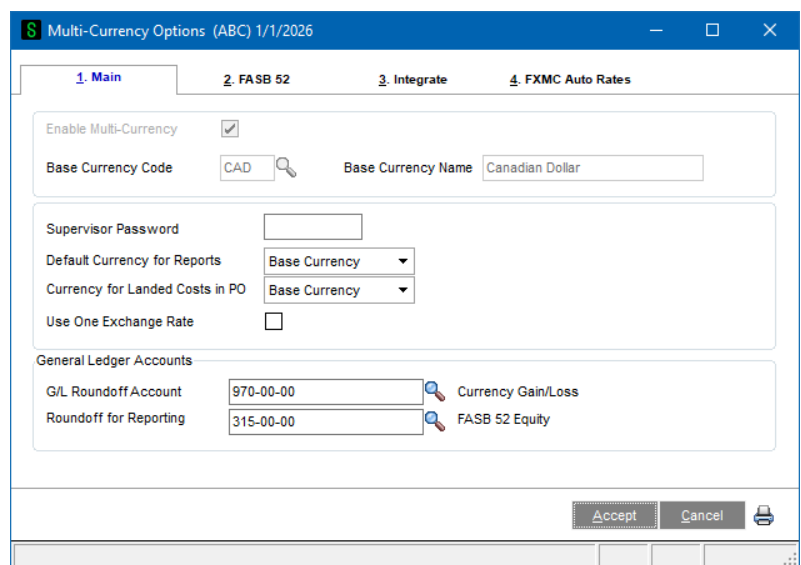 S Multi-Currency Options (ABC) 1/1/2026
1. Main 2. FASB 52 3. Integrate 4. FXMC Auto Rates
Enable Multi-Currency
Base Currency Code CAD Base Currency Name Canadian Dollar
Supervisor Password
Default Currency for Reports Base Currency
Currency for Landed Costs in PO Base Currency
Use One Exchange Rate
General Ledger Accounts
G/L Roundoff Account 970-00-00 Currency Gain/Loss
Roundoff for Reporting 315-00-00 FASB 52 Equity
Accept Cancel